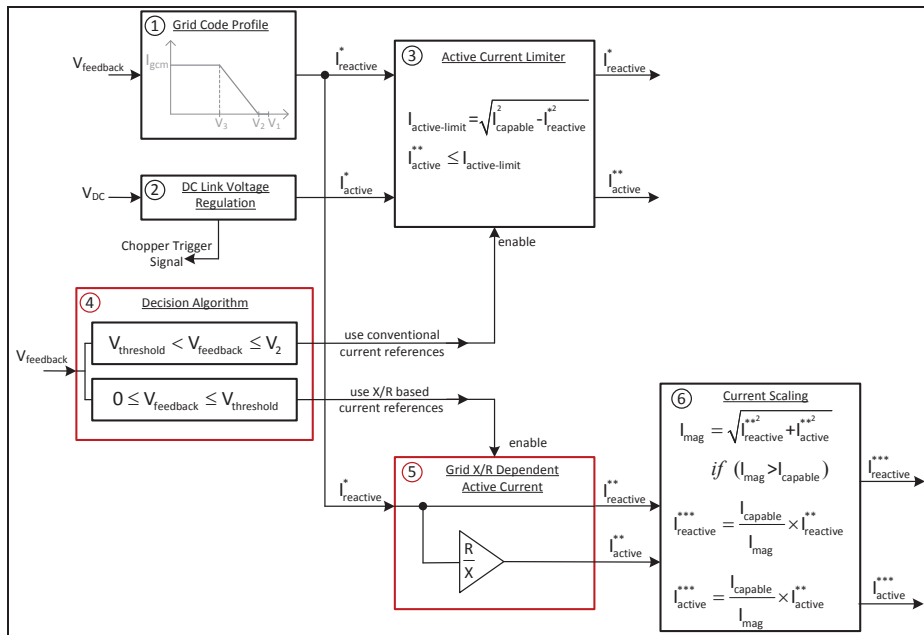 ① Grid Code Profile
V_feedback
I_gcm
V_3 V_2 V_1
I*_reactive
③ Active Current Limiter
I_active-limit = √(I²_capable - I*²_reactive)
I**_active ≤ I_active-limit
I*_reactive
I**_active
② DC Link Voltage
Regulation
V_DC
I*_active
Chopper Trigger
Signal
enable
④ Decision Algorithm
V_feedback
V_threshold < V_feedback ≤ V_2
use conventional
current references
0 ≤ V_feedback ≤ V_threshold
use X/R based
current references
enable
⑤ Grid X/R Dependent
Active Current
I*_reactive
R/X
I**_reactive
I**_active
⑥ Current Scaling
I_mag = √(I**²_reactive + I**²_active)
if (I_mag > I_capable)
I***_reactive = I_capable/I_mag × I**_reactive
I***_active = I_capable/I_mag × I**_active
I***_reactive
I***_active